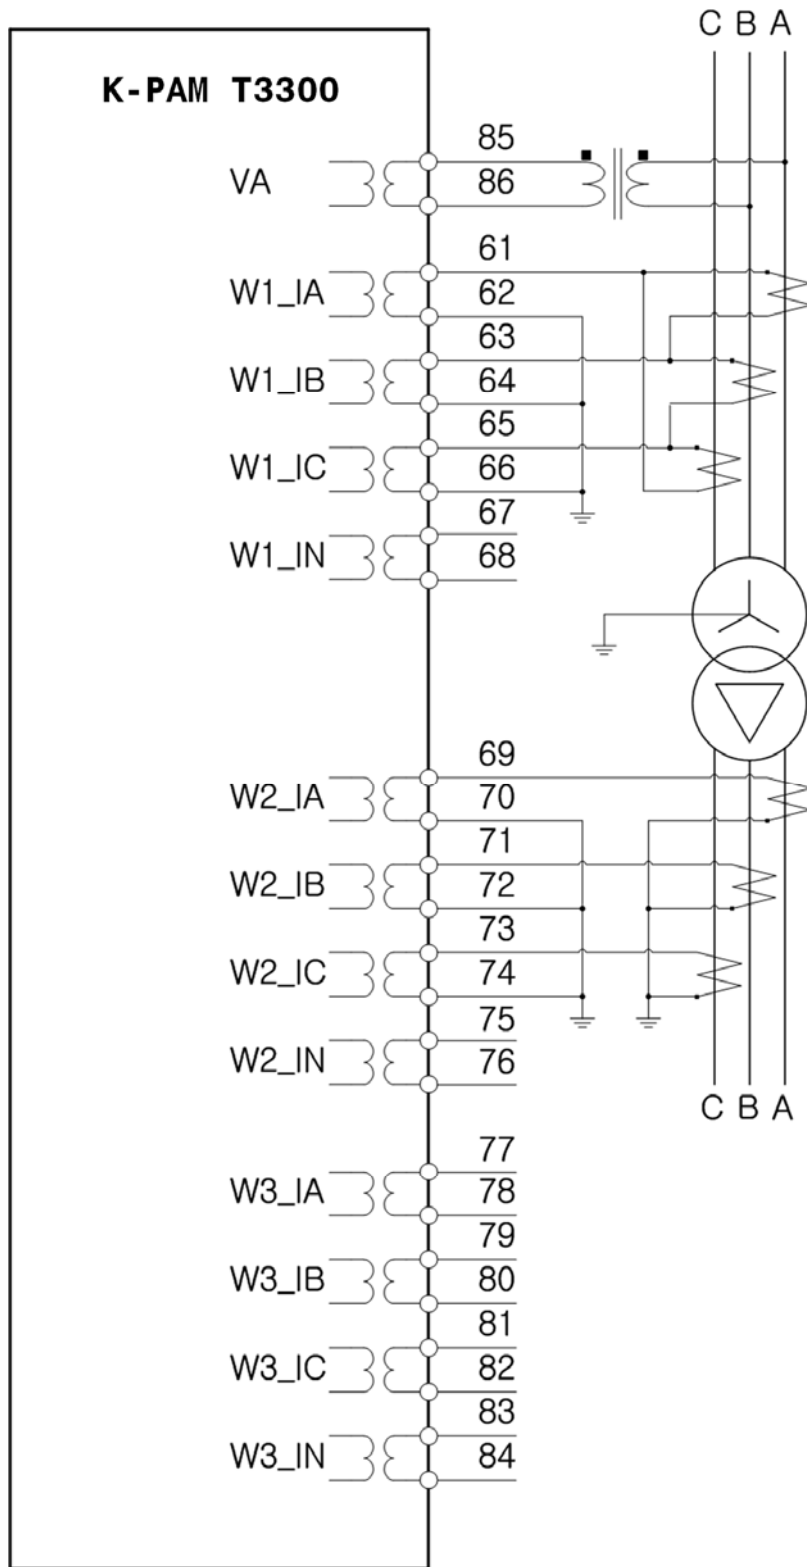 C B A
K-PAM T3300
85
VA
86
61
W1_IA
62
63
W1_IB
64
65
W1_IC
66
67
W1_IN
68
69
W2_IA
70
71
W2_IB
72
73
W2_IC
74
75
W2_IN
76
C B A
77
W3_IA
78
79
W3_IB
80
81
W3_IC
82
83
W3_IN
84